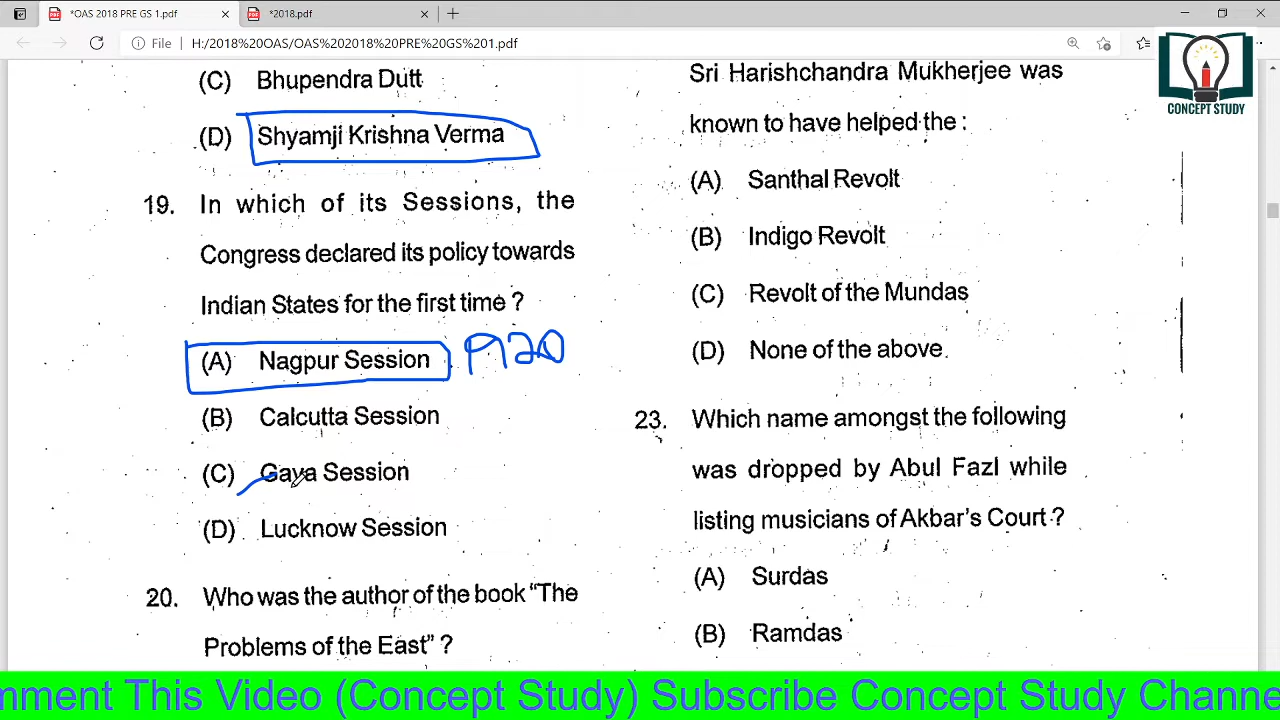 *OAS 2018 PRE GS 1.pdf
*2018.pdf
File
H:/2018%20OAS/OAS%202018%20PRE%20GS%201.pdf
CONCEPT STUDY
(C) Bhupendra Dutt
(D) Shyamji Krishna Verma
19. In which of its Sessions, the
Congress declared its policy towards
Indian States for the first time ?
(A) Nagpur Session 1920
(B) Calcutta Session
(C) Gaya Session
(D) Lucknow Session
20. Who was the author of the book “The
Problems of the East” ?
Sri Harishchandra Mukherjee was
known to have helped the :
(A) Santhal Revolt
(B) Indigo Revolt
(C) Revolt of the Mundas
(D) None of the above
23. Which name amongst the following
was dropped by Abul Fazl while
listing musicians of Akbar’s Court ?
(A) Surdas
(B) Ramdas
mment This Video (Concept Study) Subscribe Concept Study Channe